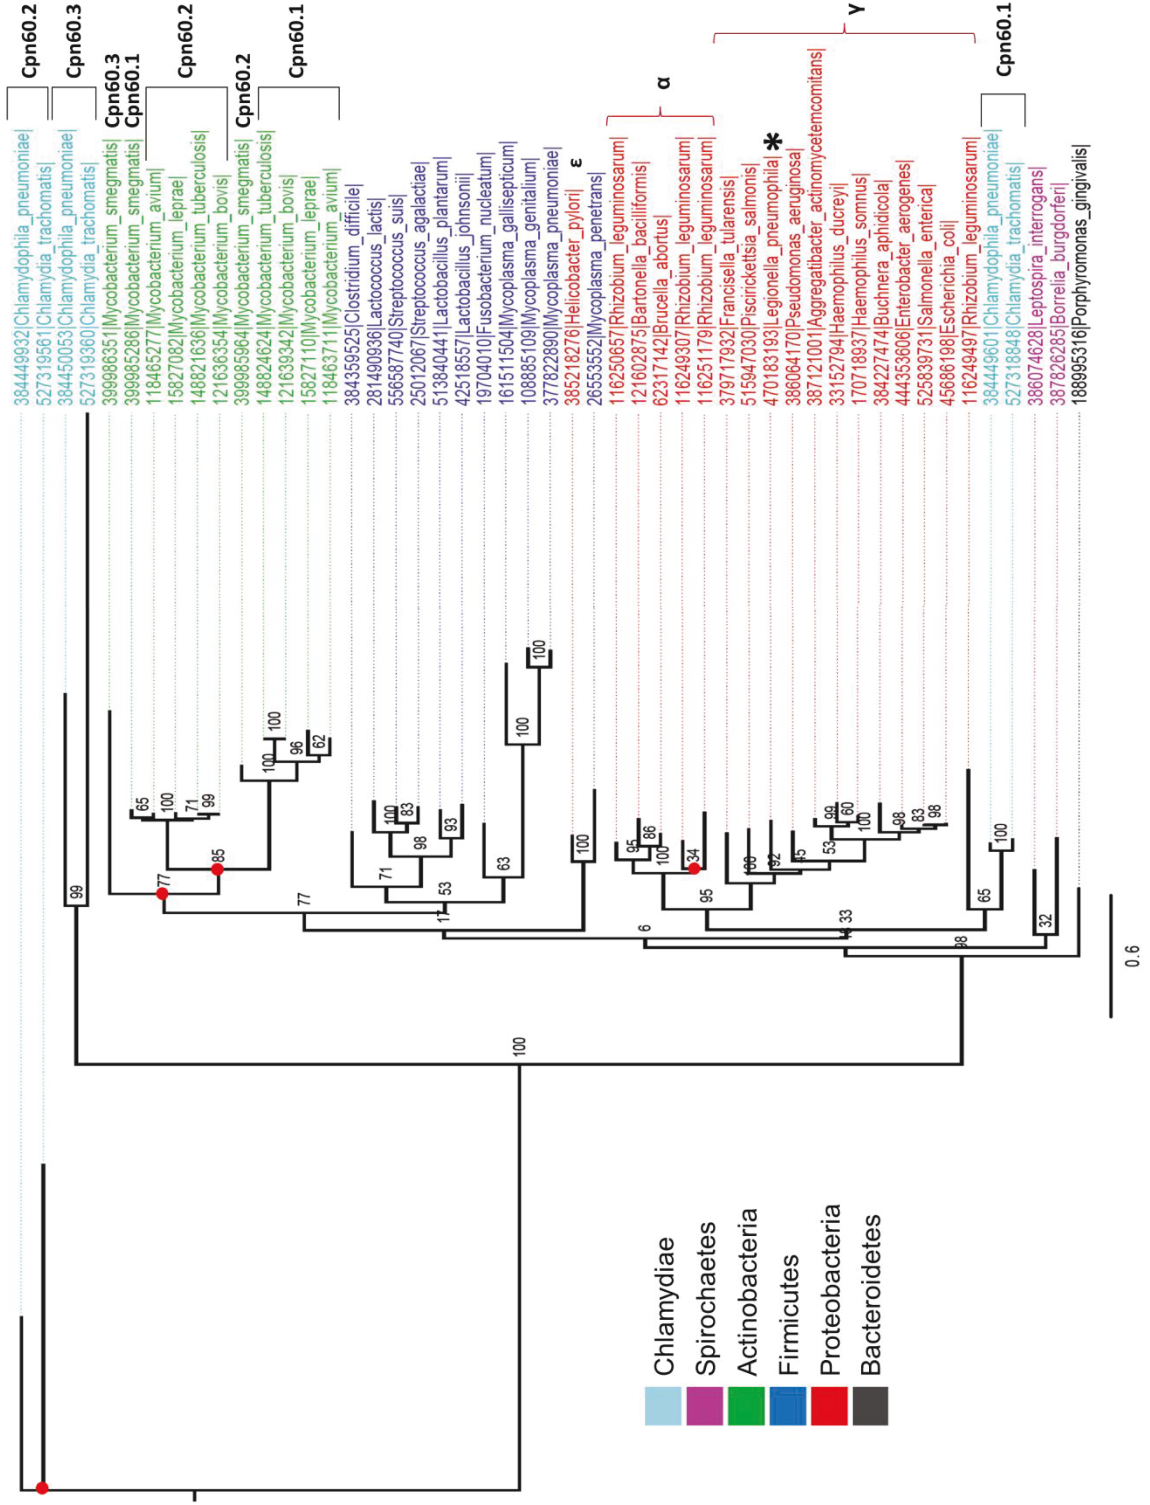 384449932|Chlamydophila_pneumoniae|
527319561|Chlamydia_trachomatis|
384450053|Chlamydophila_pneumoniae|
527319360|Chlamydia_trachomatis|
399986351|Mycobacterium_smegmatis|
399985286|Mycobacterium_smegmatis|
118465277|Mycobacterium_avium|
15827082|Mycobacterium_leprae|
148821636|Mycobacterium_tuberculosis|
121636354|Mycobacterium_bovis|
399985964|Mycobacterium_smegmatis|
148824624|Mycobacterium_tuberculosis|
121639342|Mycobacterium_bovis|
15827110|Mycobacterium_leprae|
118463711|Mycobacterium_avium|
384359525|Clostridium_difficile|
281490936|Lactococcus_lactis|
556587740|Streptococcus_suis|
25012067|Streptococcus_agalactiae|
513840441|Lactobacillus_plantarum|
42518557|Lactobacillus_johnsonii|
19704010|Fusobacterium_nucleatum|
161511504|Mycoplasma_gallisepticum|
108885109|Mycoplasma_genitalium|
377822890|Mycoplasma_pneumoniae|
385218276|Helicobacter_pylori|
26553552|Mycoplasma_penetrans|
116250657|Rhizobium_leguminosarum|
121602875|Bartonella_bacilliformis|
62317142|Brucella_abortus|
116249307|Rhizobium_leguminosarum|
116251179|Rhizobium_leguminosarum|
379717992|Francisella_tularensis|
515947030|Piscirickettsia_salmonis|
470183193|Legionella_pneumophila|
386064170|Pseudomonas_aeruginosa|
387121001|Aggregatibacter_actinomycetemcomitans|
33152794|Haemophilus_ducreyi|
170718937|Haemophilus_somnus|
384227474|Buchnera_aphidicola|
444353606|Enterobacter_aerogenes|
525839731|Salmonella_enterica|
45686198|Escherichia_coli|
116249497|Rhizobium_leguminosarum|
384449601|Chlamydophila_pneumoniae|
527318848|Chlamydia_trachomatis|
386074628|Leptospira_interrogans|
387826285|Borrelia_burgdorferi|
188995316|Porphyromonas_gingivalis|
Cpn60.2
Cpn60.3
Cpn60.3
Cpn60.1
Cpn60.2
Cpn60.2
Cpn60.1
ε
α
*
γ
Cpn60.1
99
77
85
65
100
71
99
100
100
96
62
77
71
100
83
98
93
53
17
63
100
100
100
6
95
86
100
34
95
92
45
53
99
60
100
98
83
98
33
65
100
32
98
100
0.6
Chlamydiae
Spirochaetes
Actinobacteria
Firmicutes
Proteobacteria
Bacteroidetes